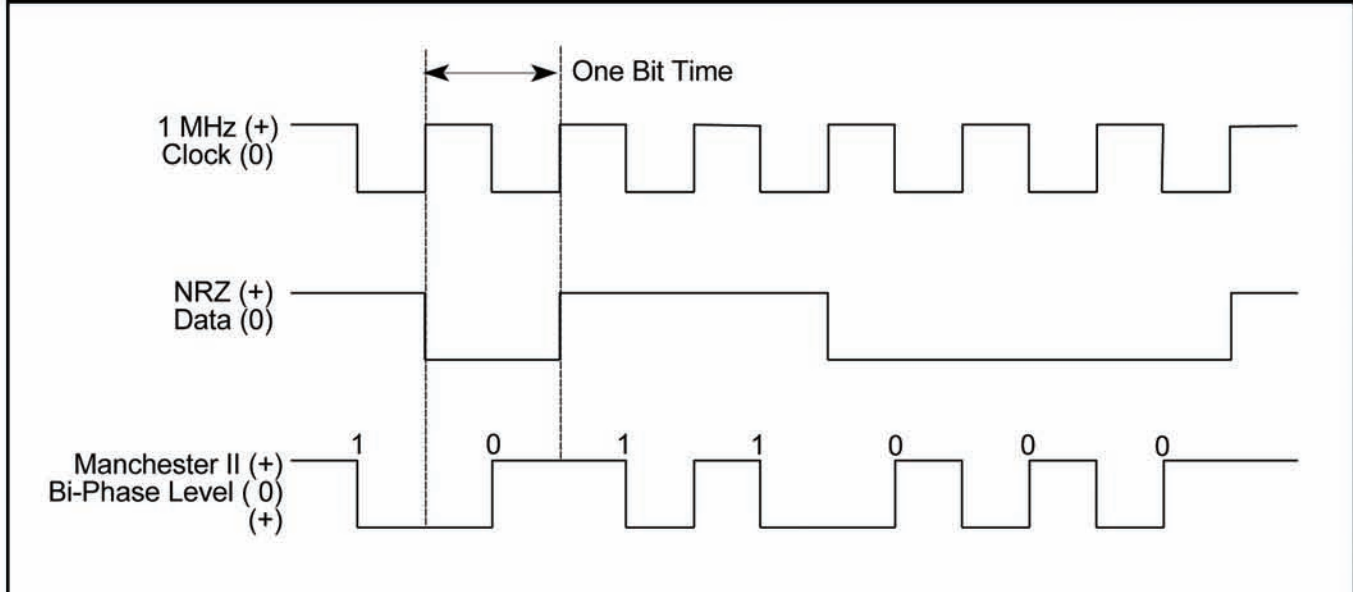 One Bit Time
1 MHz (+)
Clock (0)
NRZ (+)
Data (0)
1 0 1 1 0 0 0
Manchester II (+)
Bi-Phase Level ( 0)
(+)